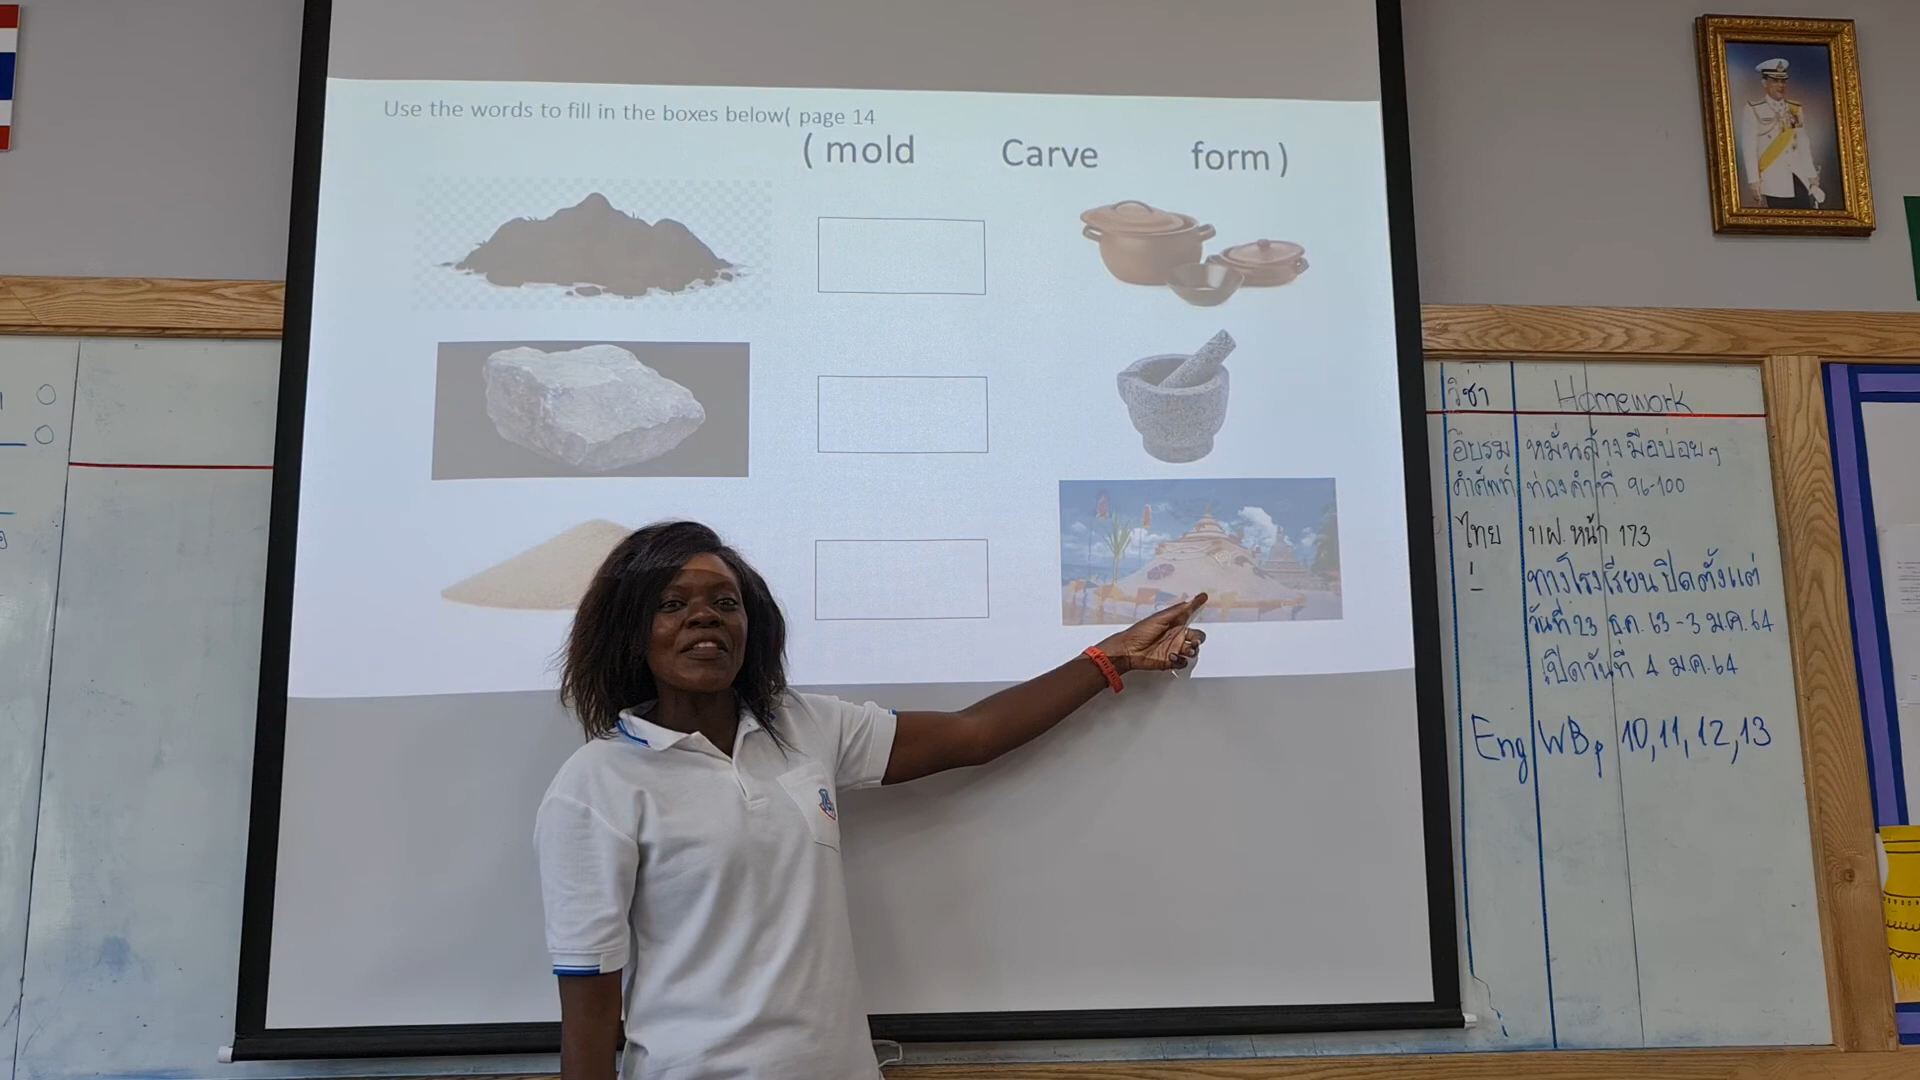 Use the words to fill in the boxes below( page 14
( mold Carve form )
วิชา Homework
อบรม หมั่นล้างมือบ่อยๆ
คำศัพท์ ท่องคำที่ 96-100
ไทย แฝ. หน้า 173
- ทางโรงเรียนปิดตั้งแต่
วันที่ 23 ธ.ค. 63 - 3 ม.ค. 64
เปิดวันที่ 4 ม.ค. 64
Eng WB p 10, 11, 12, 13